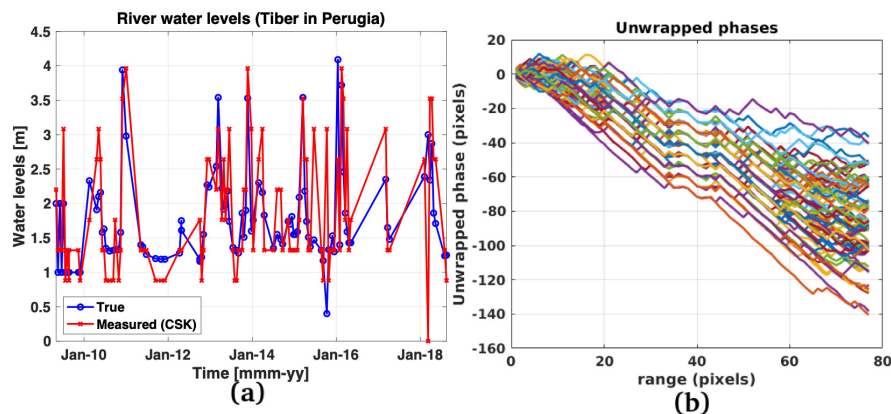 River water levels (Tiber in Perugia)
Water levels [m]
4.5
4
3.5
3
2.5
2
1.5
1
0.5
0
True
Measured (CSK)
Jan-10 Jan-12 Jan-14 Jan-16 Jan-18
Time [mmm-yy]
(a)
Unwrapped phases
Unwrapped phase (pixels)
20
0
-20
-40
-60
-80
-100
-120
-140
-160
0 20 40 60 80
range (pixels)
(b)